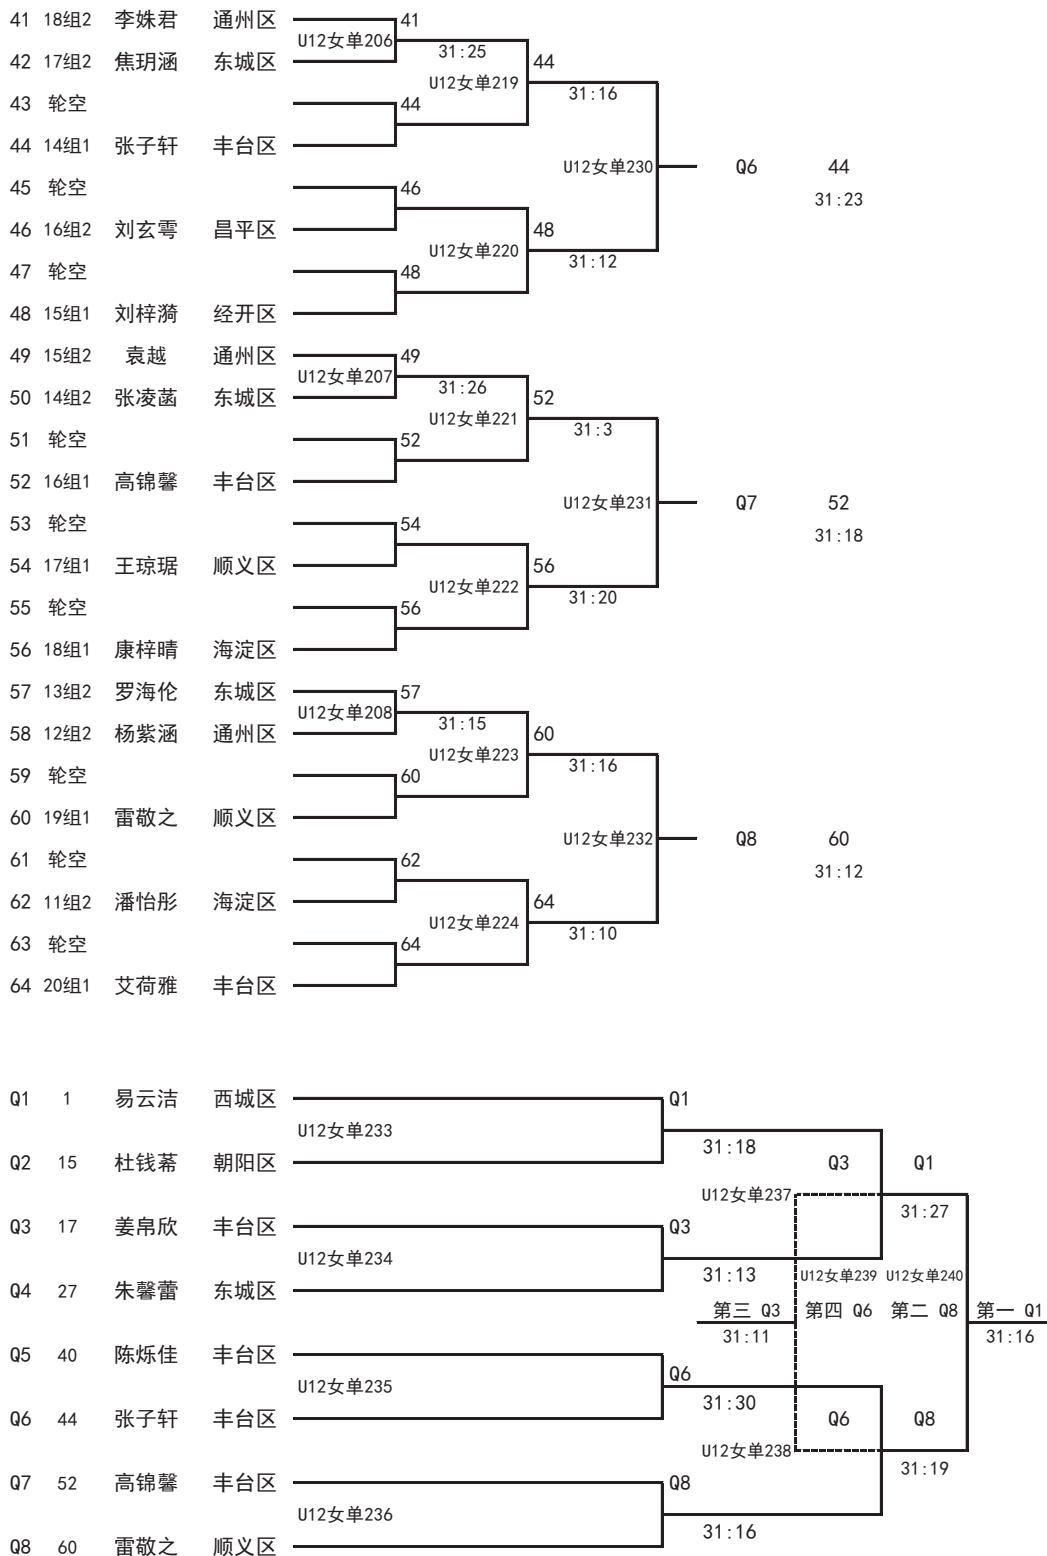 41 18组2 李姝君 通州区 41
U12女单206
31:25
42 17组2 焦玥涵 东城区 44
U12女单219
31:16
43 轮空 44
44 14组1 张子轩 丰台区
U12女单230 Q6 44
31:23
45 轮空 46
46 16组2 刘玄雩 昌平区 48
U12女单220
31:12
47 轮空 48
48 15组1 刘梓漪 经开区
49 15组2 袁越 通州区 49
U12女单207
31:26
50 14组2 张凌菡 东城区 52
U12女单221
31:3
51 轮空 52
52 16组1 高锦馨 丰台区
U12女单231 Q7 52
31:18
53 轮空 54
54 17组1 王琼琚 顺义区 56
U12女单222
31:20
55 轮空 56
56 18组1 康梓晴 海淀区
57 13组2 罗海伦 东城区 57
U12女单208
31:15
58 12组2 杨紫涵 通州区 60
U12女单223
31:16
59 轮空 60
60 19组1 雷敬之 顺义区
U12女单232 Q8 60
31:12
61 轮空 62
62 11组2 潘怡彤 海淀区 64
U12女单224
31:10
63 轮空 64
64 20组1 艾荷雅 丰台区
Q1 1 易云洁 西城区 Q1
U12女单233
31:18
Q2 15 杜钱莃 朝阳区 Q3 Q1
U12女单237
31:27
Q3 17 姜帛欣 丰台区 Q3
U12女单234
31:13 U12女单239 U12女单240
Q4 27 朱馨蕾 东城区
第三 Q3 第四 Q6 第二 Q8 第一 Q1
31:11 31:16
Q5 40 陈烁佳 丰台区 Q6
U12女单235
31:30
Q6 44 张子轩 丰台区 Q6 Q8
U12女单238
31:19
Q7 52 高锦馨 丰台区 Q8
U12女单236
31:16
Q8 60 雷敬之 顺义区